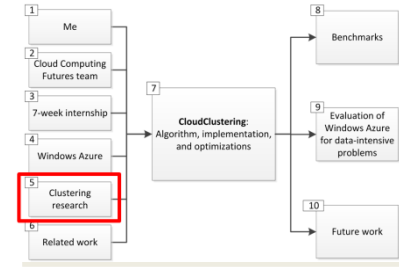 1
Me
2
Cloud Computing
Futures team
3
7-week internship
4
Windows Azure
5
Clustering
research
6
Related work
7
CloudClustering:
Algorithm, implementation,
and optimizations
8
Benchmarks
9
Evaluation of
Windows Azure
for data-intensive
problems
10
Future work